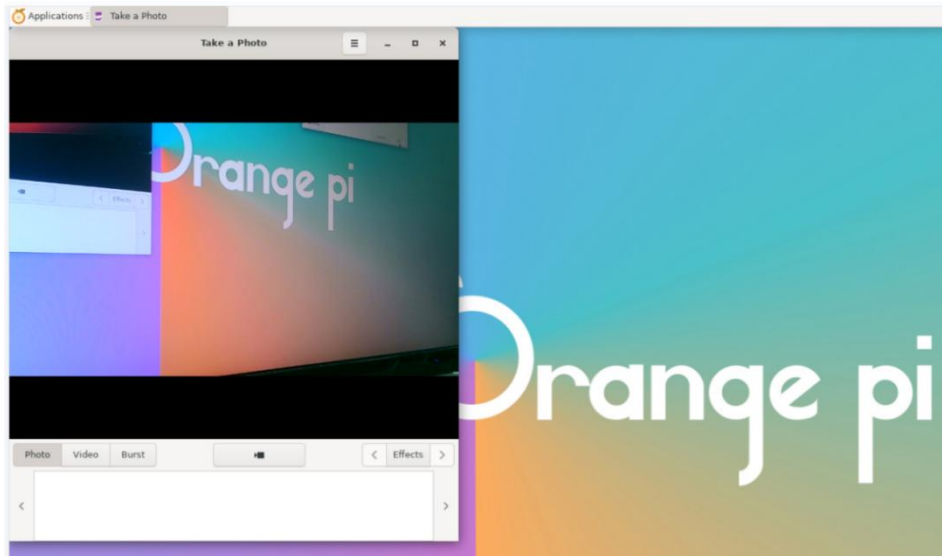 Applications
Take a Photo
Take a Photo
Orange pi
Effects
Orange pi
Photo
Video
Burst
Effects